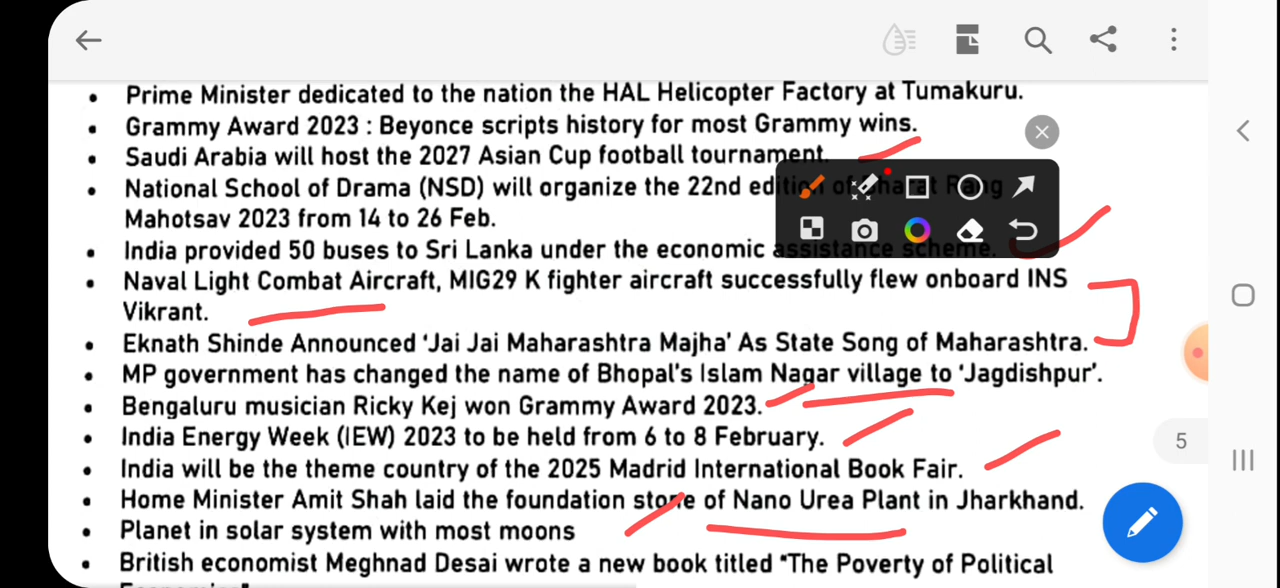 • Prime Minister dedicated to the nation the HAL Helicopter Factory at Tumakuru.
• Grammy Award 2023 : Beyonce scripts history for most Grammy wins.
• Saudi Arabia will host the 2027 Asian Cup football tournament.
• National School of Drama (NSD) will organize the 22nd edition of Bharat Rang
Mahotsav 2023 from 14 to 26 Feb.
• India provided 50 buses to Sri Lanka under the economic assistance scheme.
• Naval Light Combat Aircraft, MIG29 K fighter aircraft successfully flew onboard INS
Vikrant.
• Eknath Shinde Announced ‘Jai Jai Maharashtra Majha’ As State Song of Maharashtra.
• MP government has changed the name of Bhopal's Islam Nagar village to ‘Jagdishpur’.
• Bengaluru musician Ricky Kej won Grammy Award 2023.
• India Energy Week (IEW) 2023 to be held from 6 to 8 February.
5
• India will be the theme country of the 2025 Madrid International Book Fair.
• Home Minister Amit Shah laid the foundation stone of Nano Urea Plant in Jharkhand.
• Planet in solar system with most moons
• British economist Meghnad Desai wrote a new book titled "The Poverty of Political